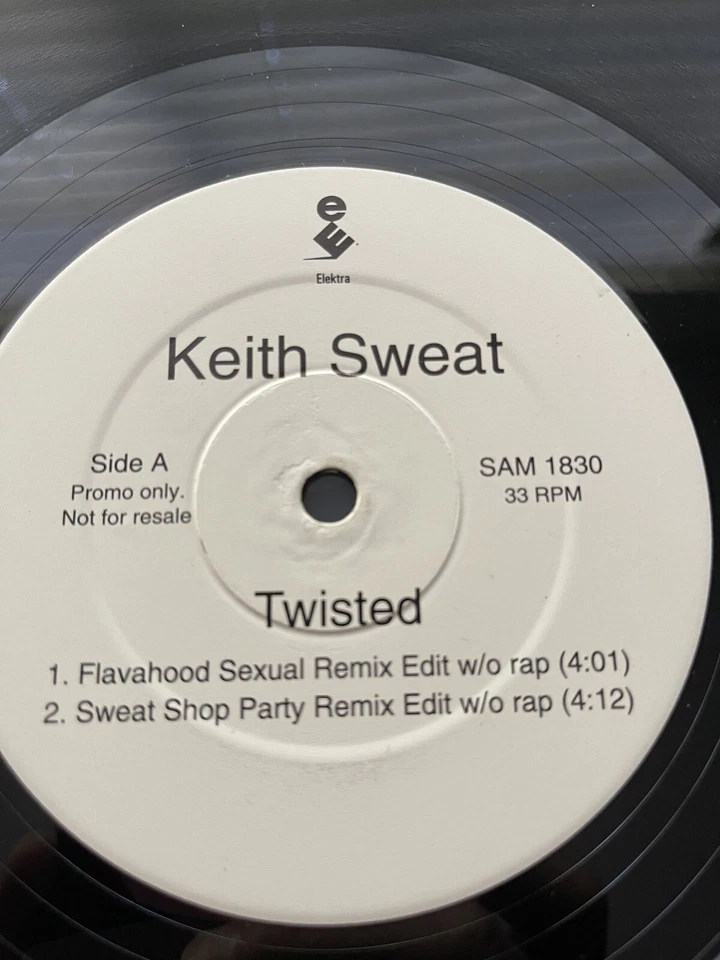 Elektra
Keith Sweat
Side A
Promo only.
Not for resale
SAM 1830
33 RPM
Twisted
1. Flavahood Sexual Remix Edit w/o rap (4:01)
2. Sweat Shop Party Remix Edit w/o rap (4:12)